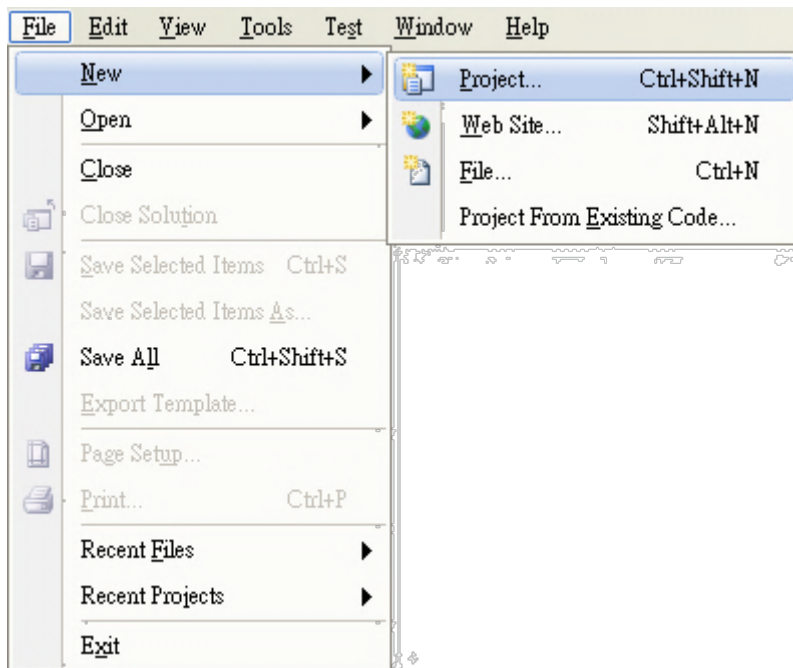 File Edit View Tools Test Window Help
New
Open
Close
Close Solution
Save Selected Items Ctrl+S
Save Selected Items As...
Save All Ctrl+Shift+S
Export Template...
Page Setup...
Print... Ctrl+P
Recent Files
Recent Projects
Exit
Project... Ctrl+Shift+N
Web Site... Shift+Alt+N
File... Ctrl+N
Project From Existing Code...